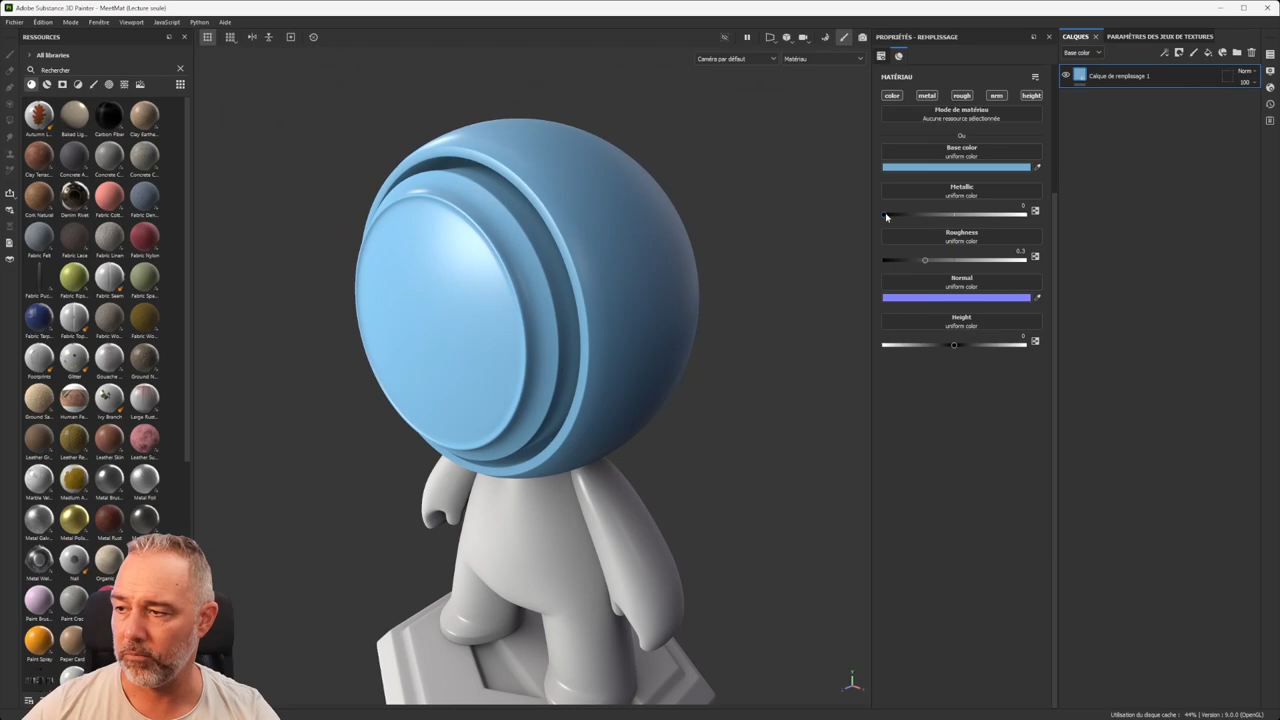 Adobe Substance 3D Painter - MeetMat (Lecture seule)
Fichier Édition Mode Fenêtre Viewport JavaScript Python Aide
RESSOURCES
All libraries
Rechercher
Autumn L... Baked Lig... Carbon Fiber Clay Eartha...
Clay Terrac... Concrete A... Concrete C... Concrete C...
Cork Natural Denim Rivet Fabric Cott... Fabric Den...
Fabric Felt Fabric Lace Fabric Linen Fabric Nylon
Fabric Puc... Fabric Rips... Fabric Seam Fabric Spa...
Fabric Tarp... Fabric Top... Fabric Wo... Fabric Wo...
Footprints Glitter Gouache ... Ground N...
Ground Sa... Human Fa... Ivy Branch Large Rust...
Leather Gr... Leather Re... Leather Skin Leather Su...
Marble Vei... Medium A... Metal Brus... Metal Foil
Metal Galv... Metal Polis... Metal Rust Metal ...
Metal Wel... Nail Organic
Paint Brus... Paint Crac
Paint Spray Paper Card
Caméra par défaut Matériau
PROPRIÉTÉS - REMPLISSAGE
MATÉRIAU
color metal rough nrm height
Mode de matériau
Aucune ressource sélectionnée
Ou
Base color
uniform color
Metallic
uniform color
0
Roughness
uniform color
0.3
Normal
uniform color
Height
uniform color
0
CALQUES PARAMÈTRES DES JEUX DE TEXTURES
Base color
Calque de remplissage 1
Norm
100
Utilisation du disque cache : 44% | Version : 9.0.0 (OpenGL)